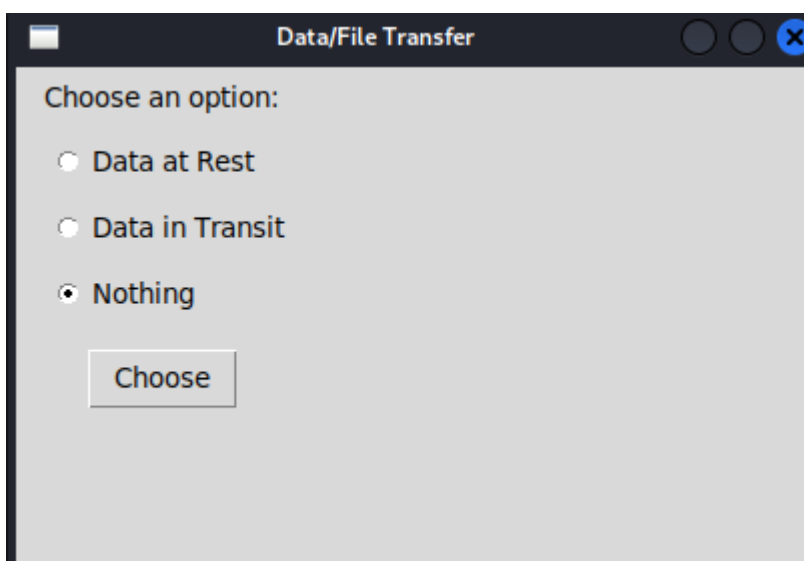 Data/File Transfer
Choose an option:
Data at Rest
Data in Transit
Nothing
Choose